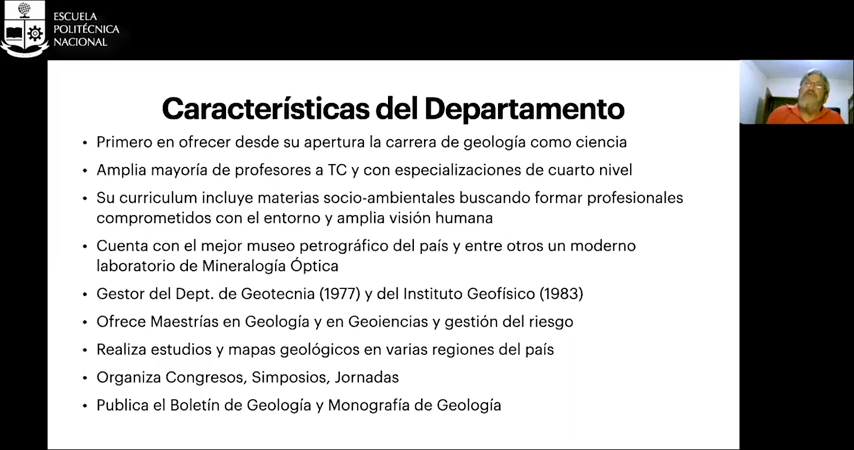 ESCUELA
POLITÉCNICA
NACIONAL
Características del Departamento
• Primero en ofrecer desde su apertura la carrera de geología como ciencia
• Amplia mayoría de profesores a TC y con especializaciones de cuarto nivel
• Su curriculum incluye materias socio-ambientales buscando formar profesionales
comprometidos con el entorno y amplia visión humana
• Cuenta con el mejor museo petrográfico del país y entre otros un moderno
laboratorio de Mineralogía Óptica
• Gestor del Dept. de Geotecnia (1977) y del Instituto Geofísico (1983)
• Ofrece Maestrías en Geología y en Geoiencias y gestión del riesgo
• Realiza estudios y mapas geológicos en varias regiones del país
• Organiza Congresos, Simposios, Jornadas
• Publica el Boletín de Geología y Monografía de Geología